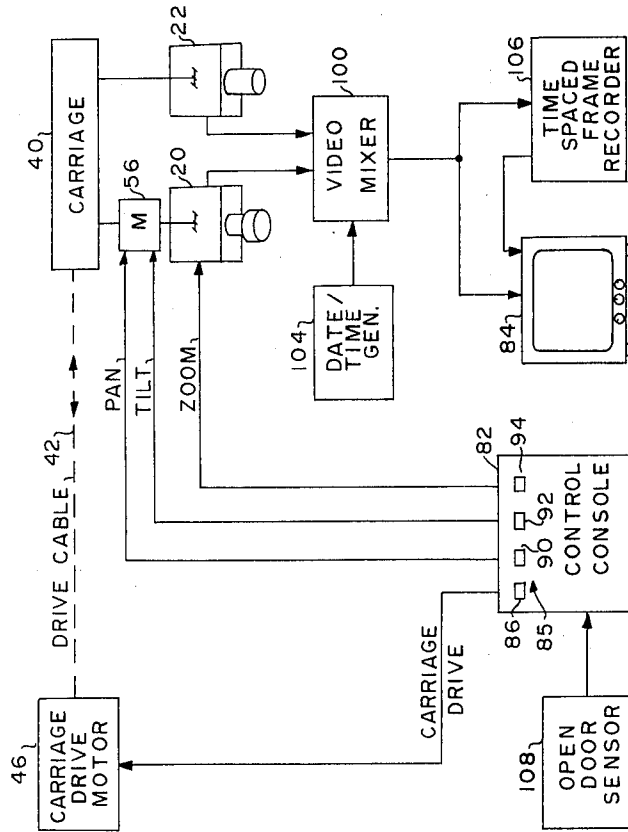 46
CARRIAGE
DRIVE
MOTOR
DRIVE CABLE
42
40
CARRIAGE
PAN
TILT
ZOOM
56
M
20
22
100
VIDEO
MIXER
104
DATE/
TIME
GEN.
106
TIME
SPACED
FRAME
RECORDER
84
CARRIAGE
DRIVE
82
86
85
90
92
94
CONTROL
CONSOLE
108
OPEN
DOOR
SENSOR